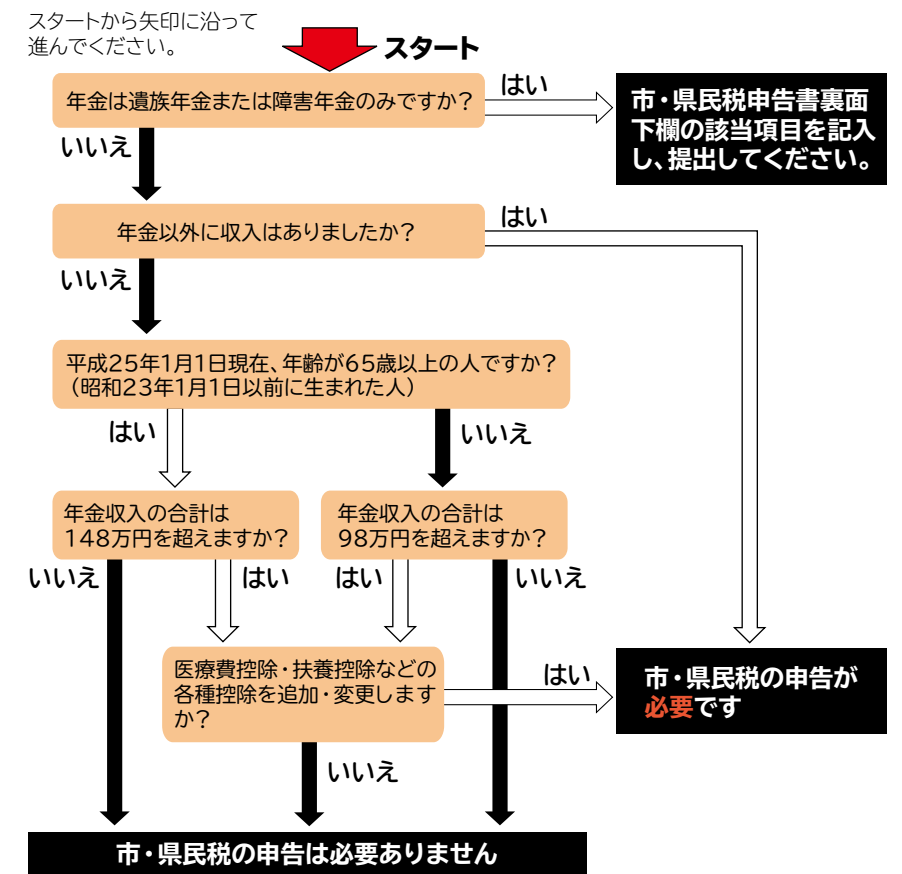 スタートから矢印に沿って
進んでください。
スタート
年金は遺族年金または障害年金のみですか？
はい
市・県民税申告書裏面
下欄の該当項目を記入
し、提出してください。
いいえ
年金以外に収入はありましたか？
はい
いいえ
平成25年1月1日現在、年齢が65歳以上の人ですか？
（昭和23年1月1日以前に生まれた人）
はい
いいえ
年金収入の合計は
148万円を超えますか？
年金収入の合計は
98万円を超えますか？
いいえ
はい
はい
いいえ
医療費控除・扶養控除などの
各種控除を追加・変更します
か？
はい
市・県民税の申告が
必要です
いいえ
市・県民税の申告は必要ありません